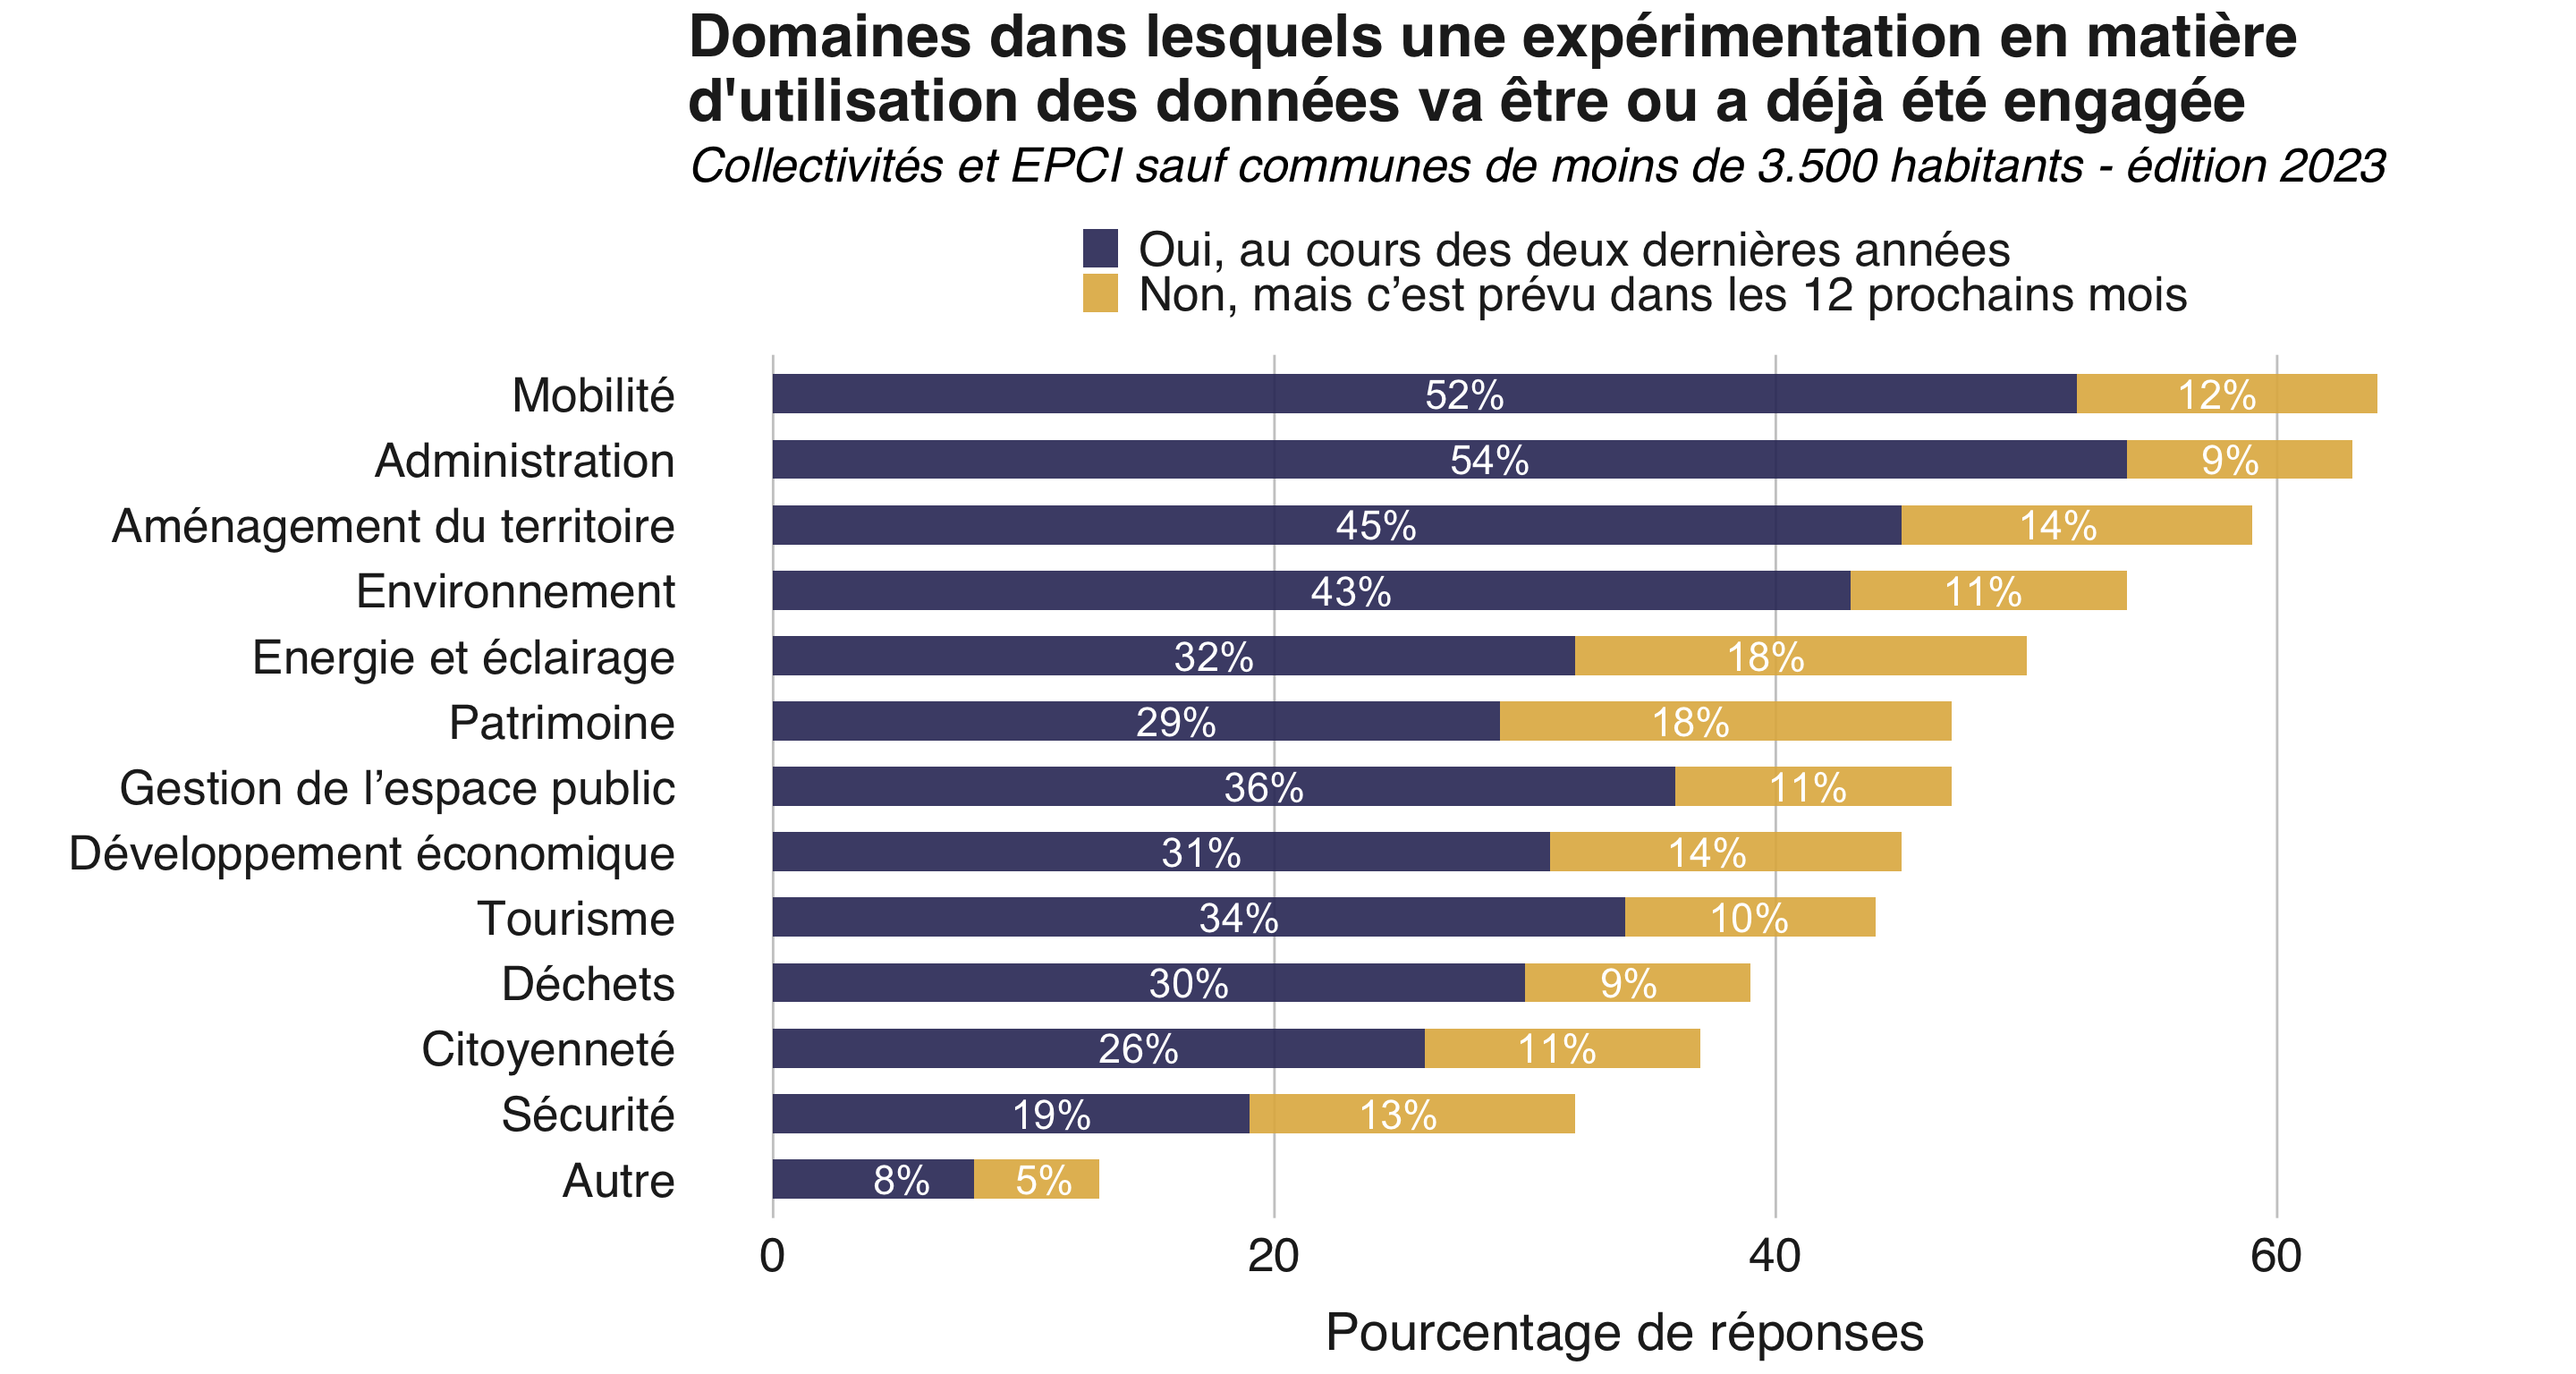 Domaines dans lesquels une expérimentation en matière
d'utilisation des données va être ou a déjà été engagée
Collectivités et EPCI sauf communes de moins de 3.500 habitants - édition 2023
Oui, au cours des deux dernières années
Non, mais c’est prévu dans les 12 prochains mois
Mobilité 52% 12%
Administration 54% 9%
Aménagement du territoire 45% 14%
Environnement 43% 11%
Energie et éclairage 32% 18%
Patrimoine 29% 18%
Gestion de l’espace public 36% 11%
Développement économique 31% 14%
Tourisme 34% 10%
Déchets 30% 9%
Citoyenneté 26% 11%
Sécurité 19% 13%
Autre 8% 5%
0 20 40 60
Pourcentage de réponses